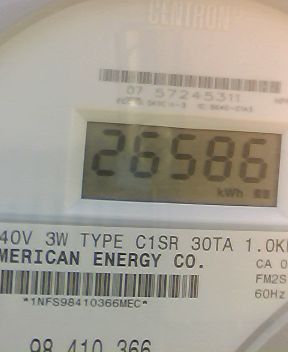 CENTRON
07 57245311
26586
kWh
40V 3W TYPE C1SR 30TA 1.0K
MERICAN ENERGY CO.
CA 0
FM2S
60Hz
*1NFS98410366MEC*
98 410 366